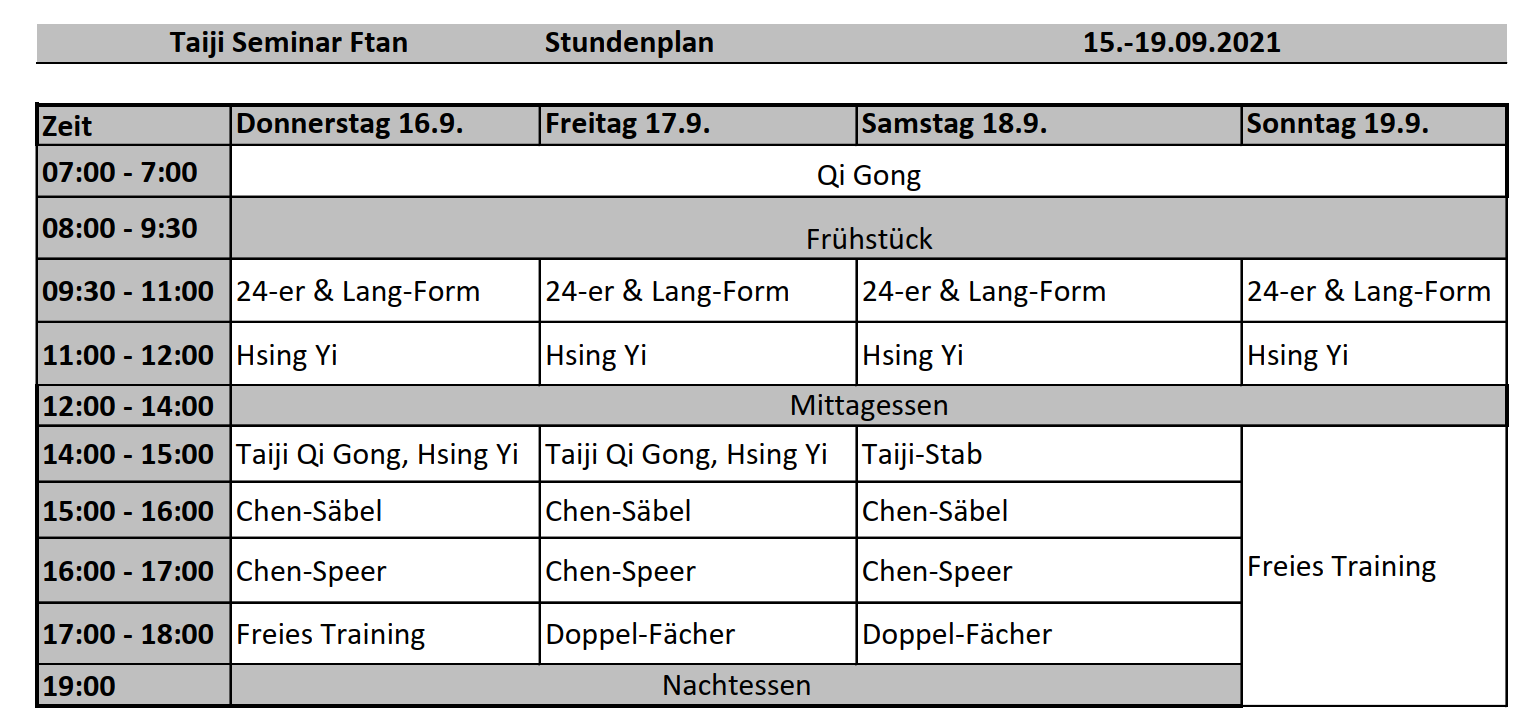 Taiji Seminar Ftan Stundenplan 15.-19.09.2021
Zeit Donnerstag 16.9. Freitag 17.9. Samstag 18.9. Sonntag 19.9.
07:00 - 7:00 Qi Gong
08:00 - 9:30 Frühstück
09:30 - 11:00 24-er & Lang-Form 24-er & Lang-Form 24-er & Lang-Form 24-er & Lang-Form
11:00 - 12:00 Hsing Yi Hsing Yi Hsing Yi Hsing Yi
12:00 - 14:00 Mittagessen
14:00 - 15:00 Taiji Qi Gong, Hsing Yi Taiji Qi Gong, Hsing Yi Taiji-Stab
15:00 - 16:00 Chen-Säbel Chen-Säbel Chen-Säbel
16:00 - 17:00 Chen-Speer Chen-Speer Chen-Speer Freies Training
17:00 - 18:00 Freies Training Doppel-Fächer Doppel-Fächer
19:00 Nachtessen